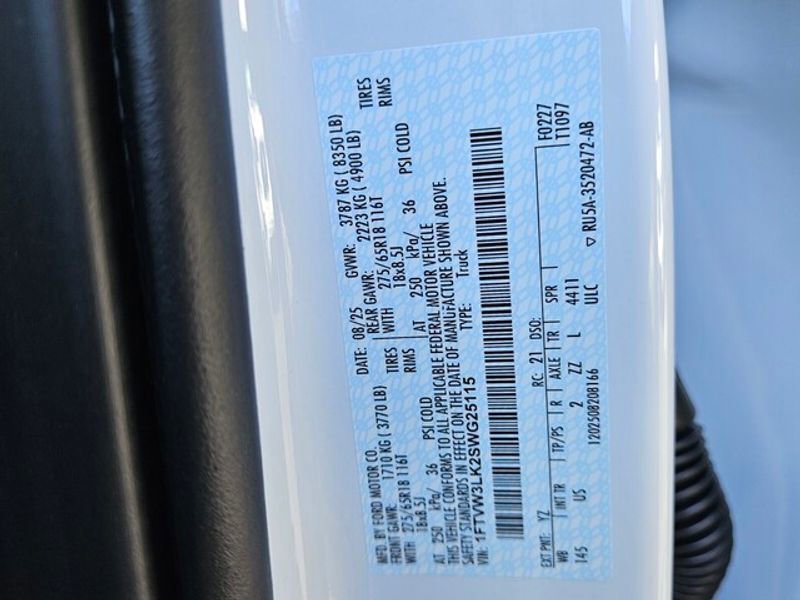 MFD. BY FORD MOTOR CO. DATE: 08/25 GVWR: 3787 KG ( 8350 LB)
FRONT GAWR: 1710 KG ( 3770 LB) REAR GAWR: 2223 KG ( 4900 LB)
WITH 275/65R18 116T TIRES WITH 275/65R18 116T TIRES
18x8.5J RIMS 18x8.5J RIMS
AT 250 kPa/ 36 PSI COLD AT 250 kPa/ 36 PSI COLD
THIS VEHICLE CONFORMS TO ALL APPLICABLE FEDERAL MOTOR VEHICLE
SAFETY STANDARDS IN EFFECT ON THE DATE OF MANUFACTURE SHOWN ABOVE.
VIN: 1FTVW3LK2SWG25115 TYPE: Truck
F0227
T1097
EXT PNT: YZ RC: 21 DSO:
WB INT TR TP/PS R AXLE TR SPR
145 US 2 ZZ L 4411
1202508208166 ULC
▽ RU5A-3520472-AB